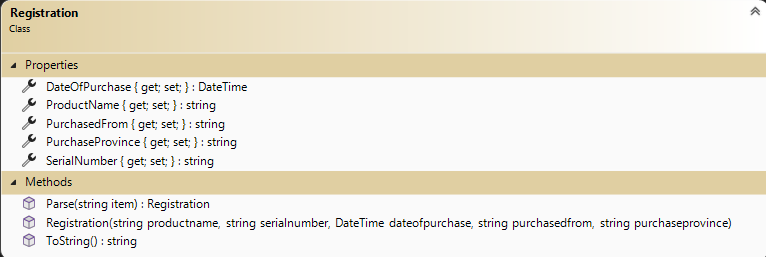 Registration
Class
Properties
DateOfPurchase { get; set; } : DateTime
ProductName { get; set; } : string
PurchasedFrom { get; set; } : string
PurchaseProvince { get; set; } : string
SerialNumber { get; set; } : string
Methods
Parse(string item) : Registration
Registration(string productname, string serialnumber, DateTime dateofpurchase, string purchasedfrom, string purchaseprovince)
ToString() : string